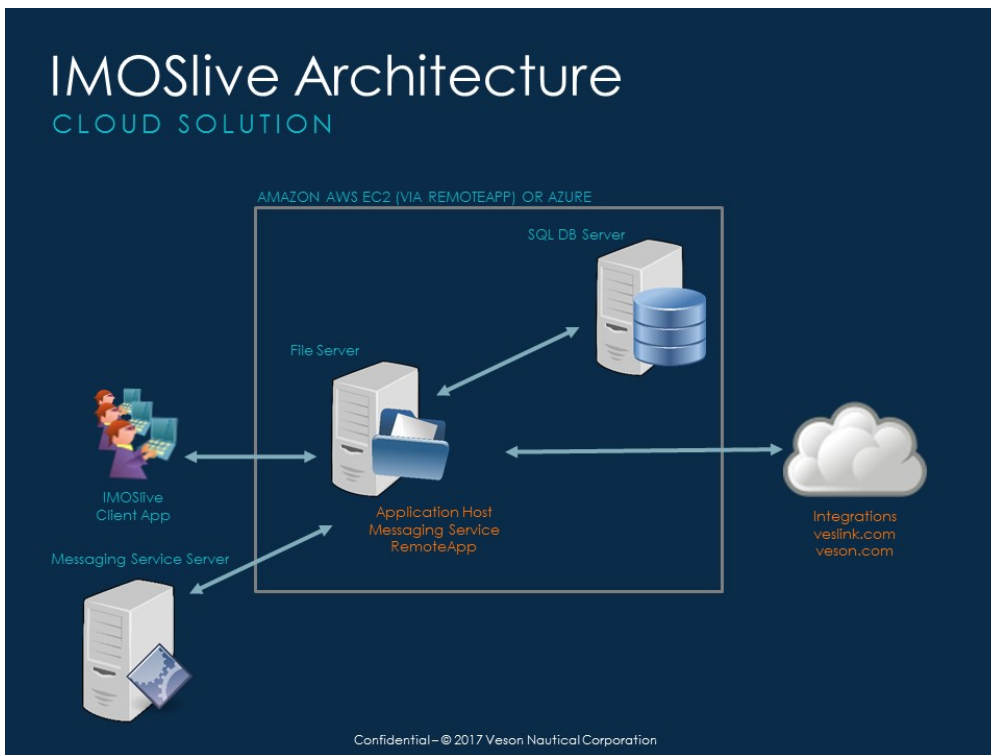 IMOSlive Architecture
CLOUD SOLUTION
AMAZON AWS EC2 (VIA REMOTEAPP) OR AZURE
SQL DB Server
File Server
IMOSlive
Client App
Application Host
Messaging Service
RemoteApp
Integrations
veslink.com
veson.com
Messaging Service Server
Confidential – © 2017 Veson Nautical Corporation